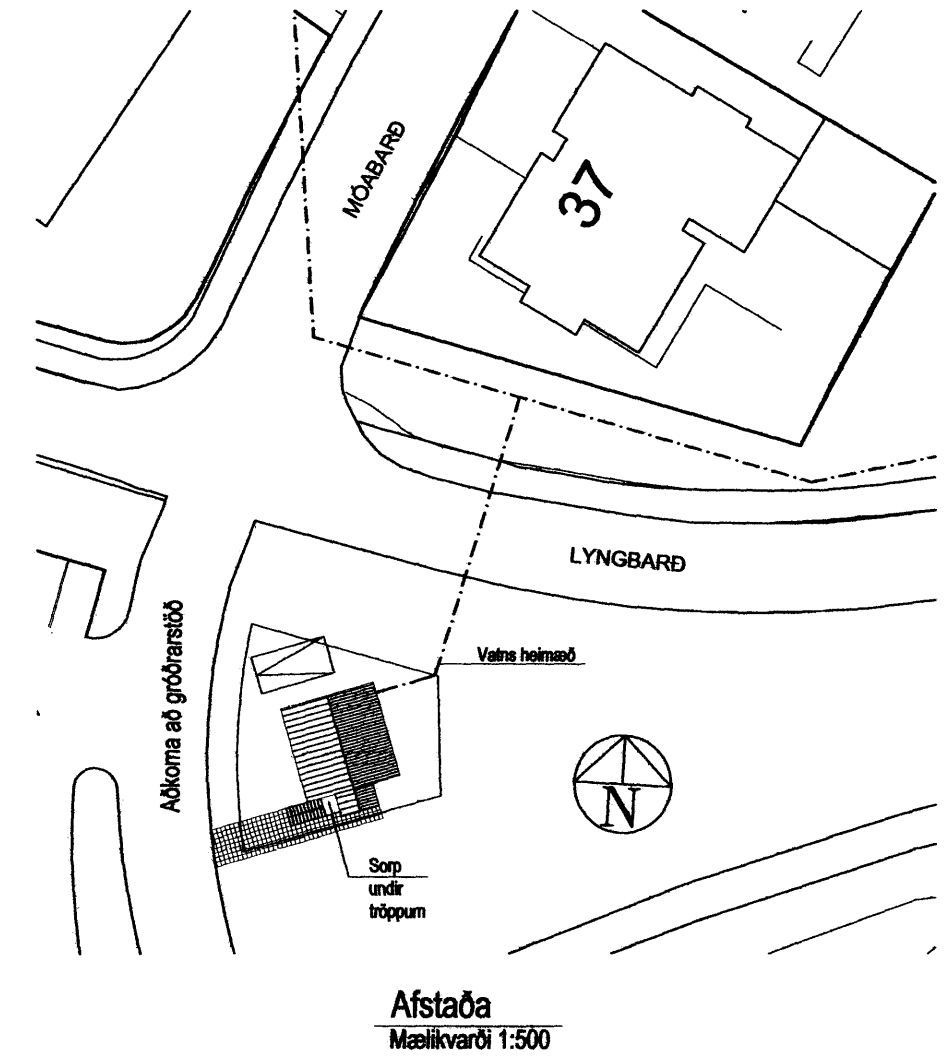 MÓABARÐ
37
LYNGBARÐ
Aðkoma að gróðrarstöð
Vatns heimæð
N
Sorp
undir
tröppum
Afstaða
Mælikvarði 1:500